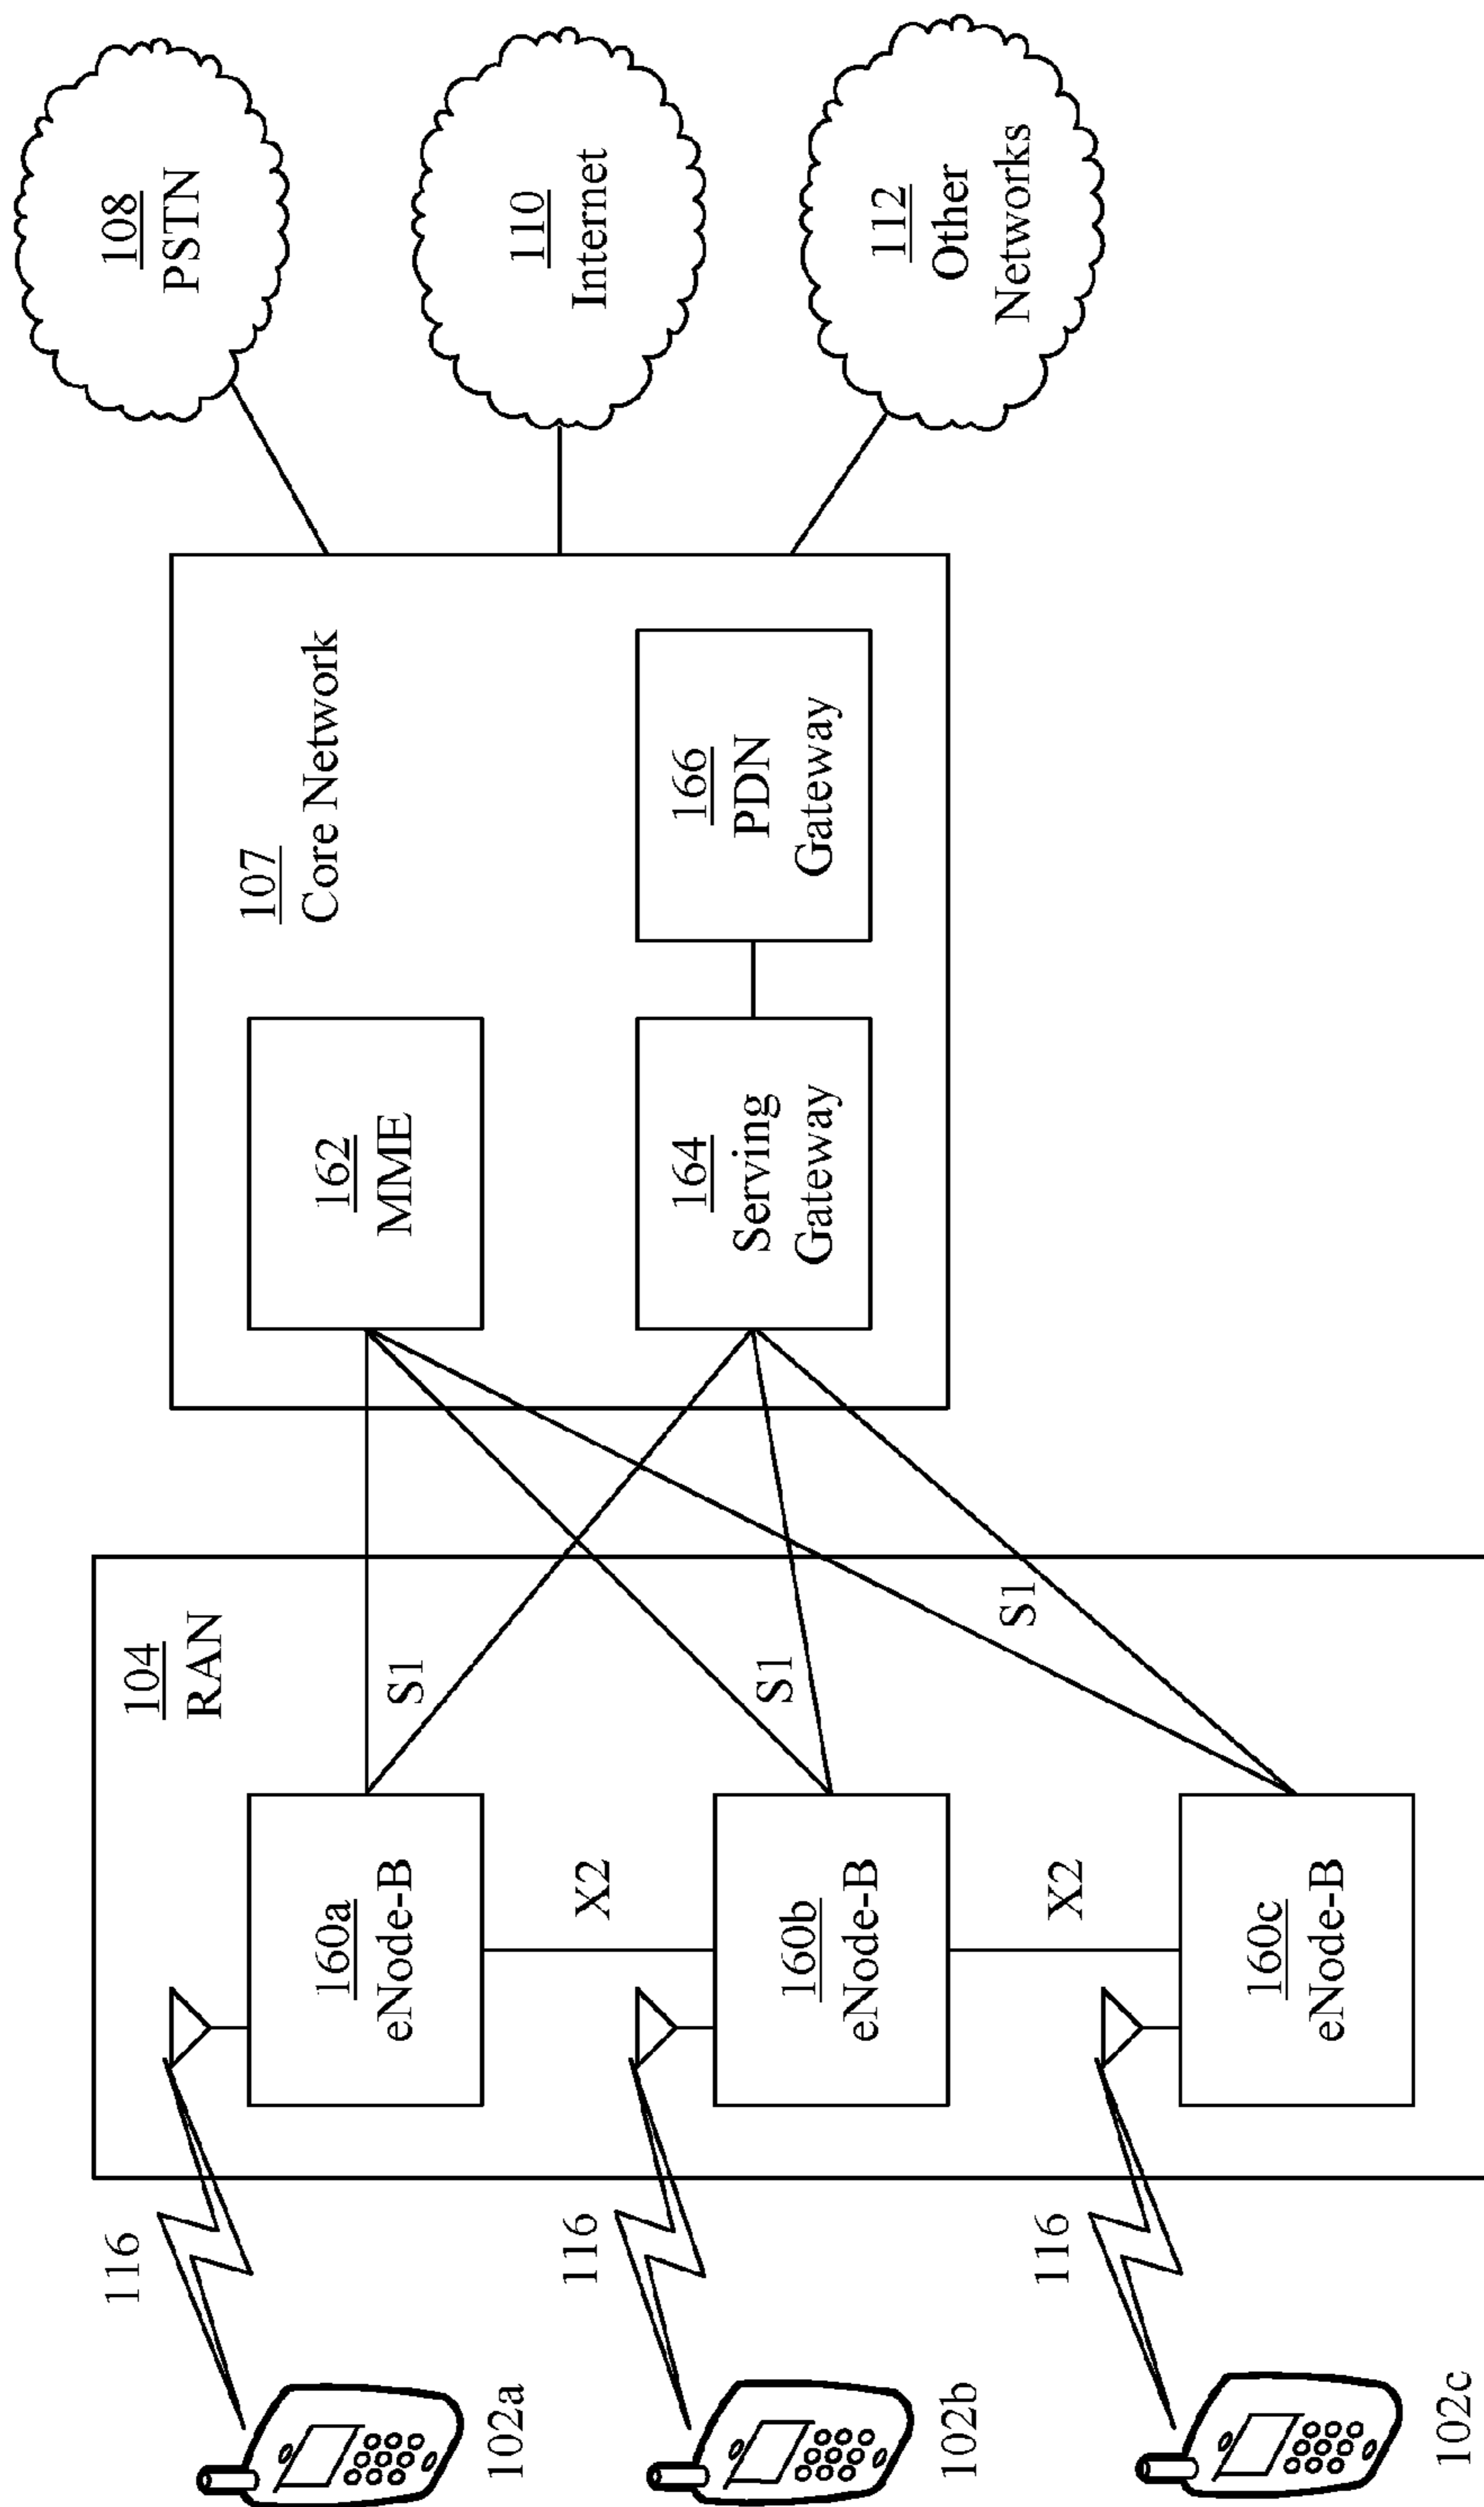 116
116
116
102a
102b
102c
104
RAN
160a
eNode-B
X2
160b
eNode-B
X2
160c
eNode-B
S1
S1
S1
107
Core Network
162
MME
164
Serving
Gateway
166
PDN
Gateway
108
PSTN
110
Internet
112
Other
Networks